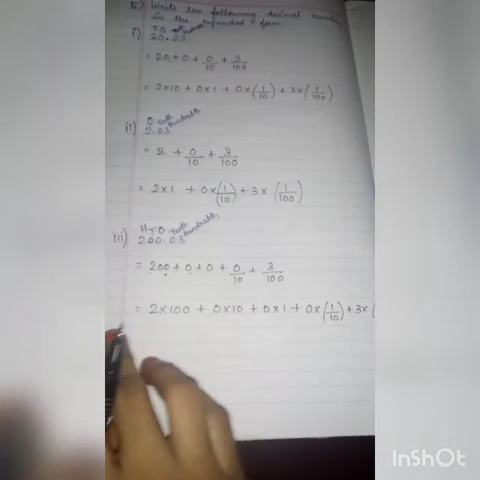 5) Write the following decimal numbers
in the expanded form.
T O tenth hundredth
i) 20.03
= 20 + 0 + 0/10 + 3/100
= 2×10 + 0×1 + 0×(1/10) + 3×(1/100)
O tenth hundredth
ii) 2.03
= 2 + 0/10 + 3/100
= 2×1 + 0×(1/10) + 3×(1/100)
H T O tenth hundredth
iii) 200.03
= 200 + 0 + 0 + 0/10 + 3/100
= 2×100 + 0×10 + 0×1 + 0×(1/10) + 3×(
InShOt